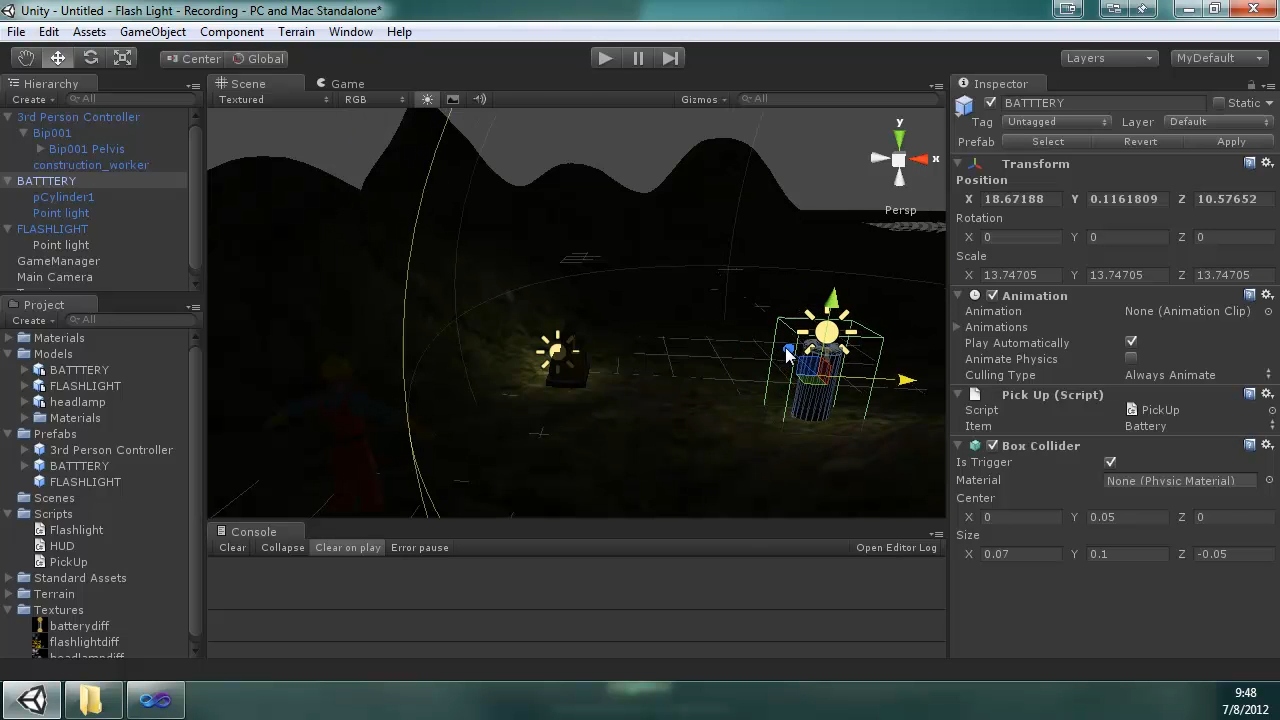 Unity - Untitled - Flash Light - Recording - PC and Mac Standalone*
File Edit Assets GameObject Component Terrain Window Help
Center Global Layers MyDefault
Hierarchy
Create All
3rd Person Controller
Bip001
Bip001 Pelvis
construction_worker
BATTTERY
pCylinder1
Point light
FLASHLIGHT
Point light
GameManager
Main Camera
Project
Create All
Materials
Models
BATTTERY
FLASHLIGHT
headlamp
Materials
Prefabs
3rd Person Controller
BATTTERY
FLASHLIGHT
Scenes
Scripts
Flashlight
HUD
PickUp
Standard Assets
Terrain
Textures
batterydiff
flashlightdiff
headlampdiff
Scene Game
Textured RGB Gizmos All
y
x
Persp
Console
Clear Collapse Clear on play Error pause Open Editor Log
Inspector
BATTTERY Static
Tag Untagged Layer Default
Prefab Select Revert Apply
Transform
Position
X 18.67188 Y 0.1161809 Z 10.57652
Rotation
X 0 Y 0 Z 0
Scale
X 13.74705 Y 13.74705 Z 13.74705
Animation
Animation None (Animation Clip)
Animations
Play Automatically
Animate Physics
Culling Type Always Animate
Pick Up (Script)
Script PickUp
Item Battery
Box Collider
Is Trigger
Material None (Physic Material)
Center
X 0 Y 0.05 Z 0
Size
X 0.07 Y 0.1 Z -0.05
9:48
7/8/2012